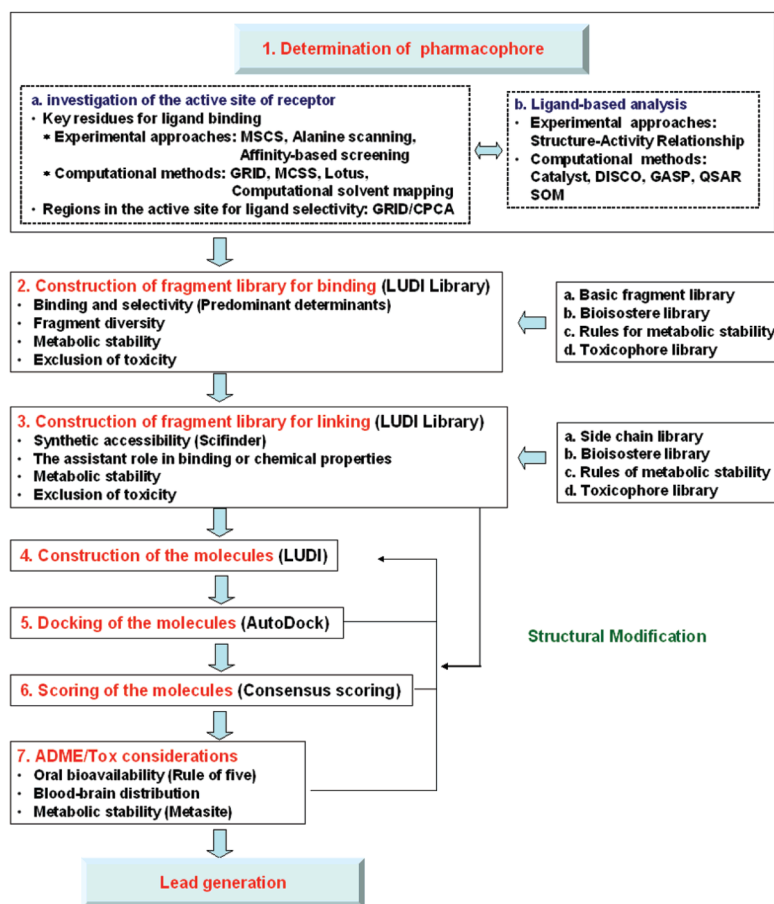 1. Determination of pharmacophore
a. investigation of the active site of receptor
· Key residues for ligand binding
* Experimental approaches: MSCS, Alanine scanning,
Affinity-based screening
* Computational methods: GRID, MCSS, Lotus,
Computational solvent mapping
· Regions in the active site for ligand selectivity: GRID/CPCA
b. Ligand-based analysis
· Experimental approaches:
Structure-Activity Relationship
· Computational methods:
Catalyst, DISCO, GASP, QSAR
SOM
2. Construction of fragment library for binding (LUDI Library)
· Binding and selectivity (Predominant determinants)
· Fragment diversity
· Metabolic stability
· Exclusion of toxicity
a. Basic fragment library
b. Bioisostere library
c. Rules for metabolic stability
d. Toxicophore library
3. Construction of fragment library for linking (LUDI Library)
· Synthetic accessibility (Scifinder)
· The assistant role in binding or chemical properties
· Metabolic stability
· Exclusion of toxicity
a. Side chain library
b. Bioisostere library
c. Rules of metabolic stability
d. Toxicophore library
4. Construction of the molecules (LUDI)
5. Docking of the molecules (AutoDock)
Structural Modification
6. Scoring of the molecules (Consensus scoring)
7. ADME/Tox considerations
· Oral bioavailability (Rule of five)
· Blood-brain distribution
· Metabolic stability (Metasite)
Lead generation